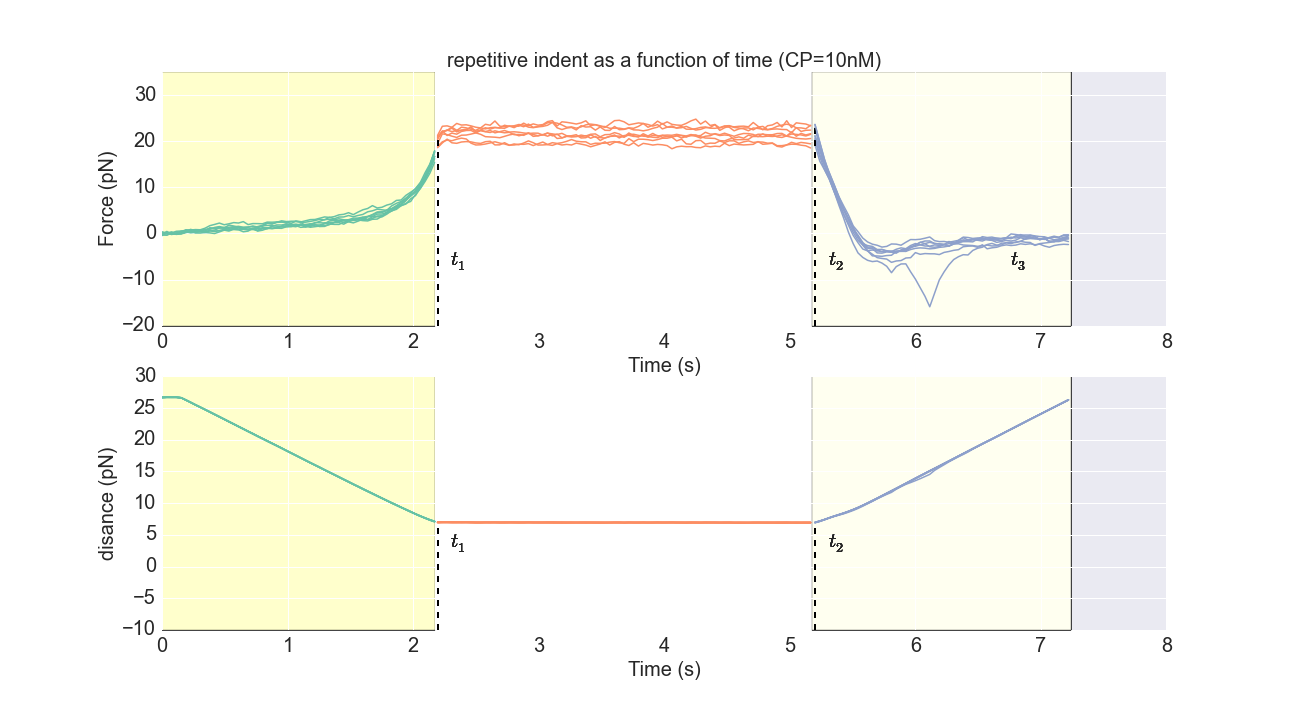 repetitive indent as a function of time (CP=10nM)
30
20
10
0
−10
−20
Force (pN)
t1
t2
t3
0 1 2 3 4 5 6 7 8
Time (s)
30
25
20
15
10
5
0
−5
−10
disance (pN)
t1
t2
0 1 2 3 4 5 6 7 8
Time (s)